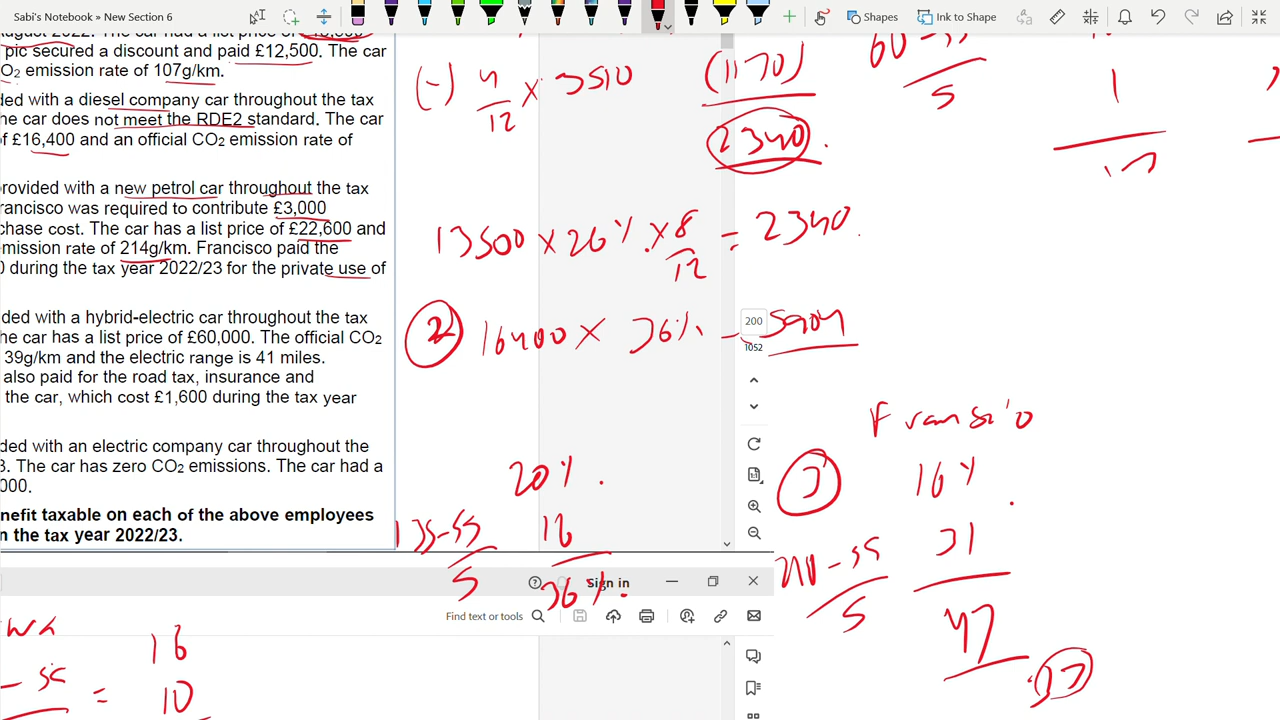 Sabi's Notebook » New Section 6
Shapes
Ink to Shape
pic secured a discount and paid £12,500. The car
O₂ emission rate of 107g/km.
ded with a diesel company car throughout the tax
he car does not meet the RDE2 standard. The car
f £16,400 and an official CO₂ emission rate of
rovided with a new petrol car throughout the tax
rancisco was required to contribute £3,000
chase cost. The car has a list price of £22,600 and
mission rate of 214g/km. Francisco paid the
0 during the tax year 2022/23 for the private use of
ded with a hybrid-electric car throughout the tax
he car has a list price of £60,000. The official CO₂
39g/km and the electric range is 41 miles.
also paid for the road tax, insurance and
the car, which cost £1,600 during the tax year
ded with an electric company car throughout the
3. The car has zero CO₂ emissions. The car had a
000.
nefit taxable on each of the above employees
n the tax year 2022/23.
(-) 4/12 × 3510 (1170)
2340.
5
1
13500 × 26% × 8/12 = 2340.
2 16400 × 36% - 5904
200
1052
20%.
135-55/5 16
36%.
3 16%
210-55/5 31
47
37
Sign in
Find text or tools
16
= 10